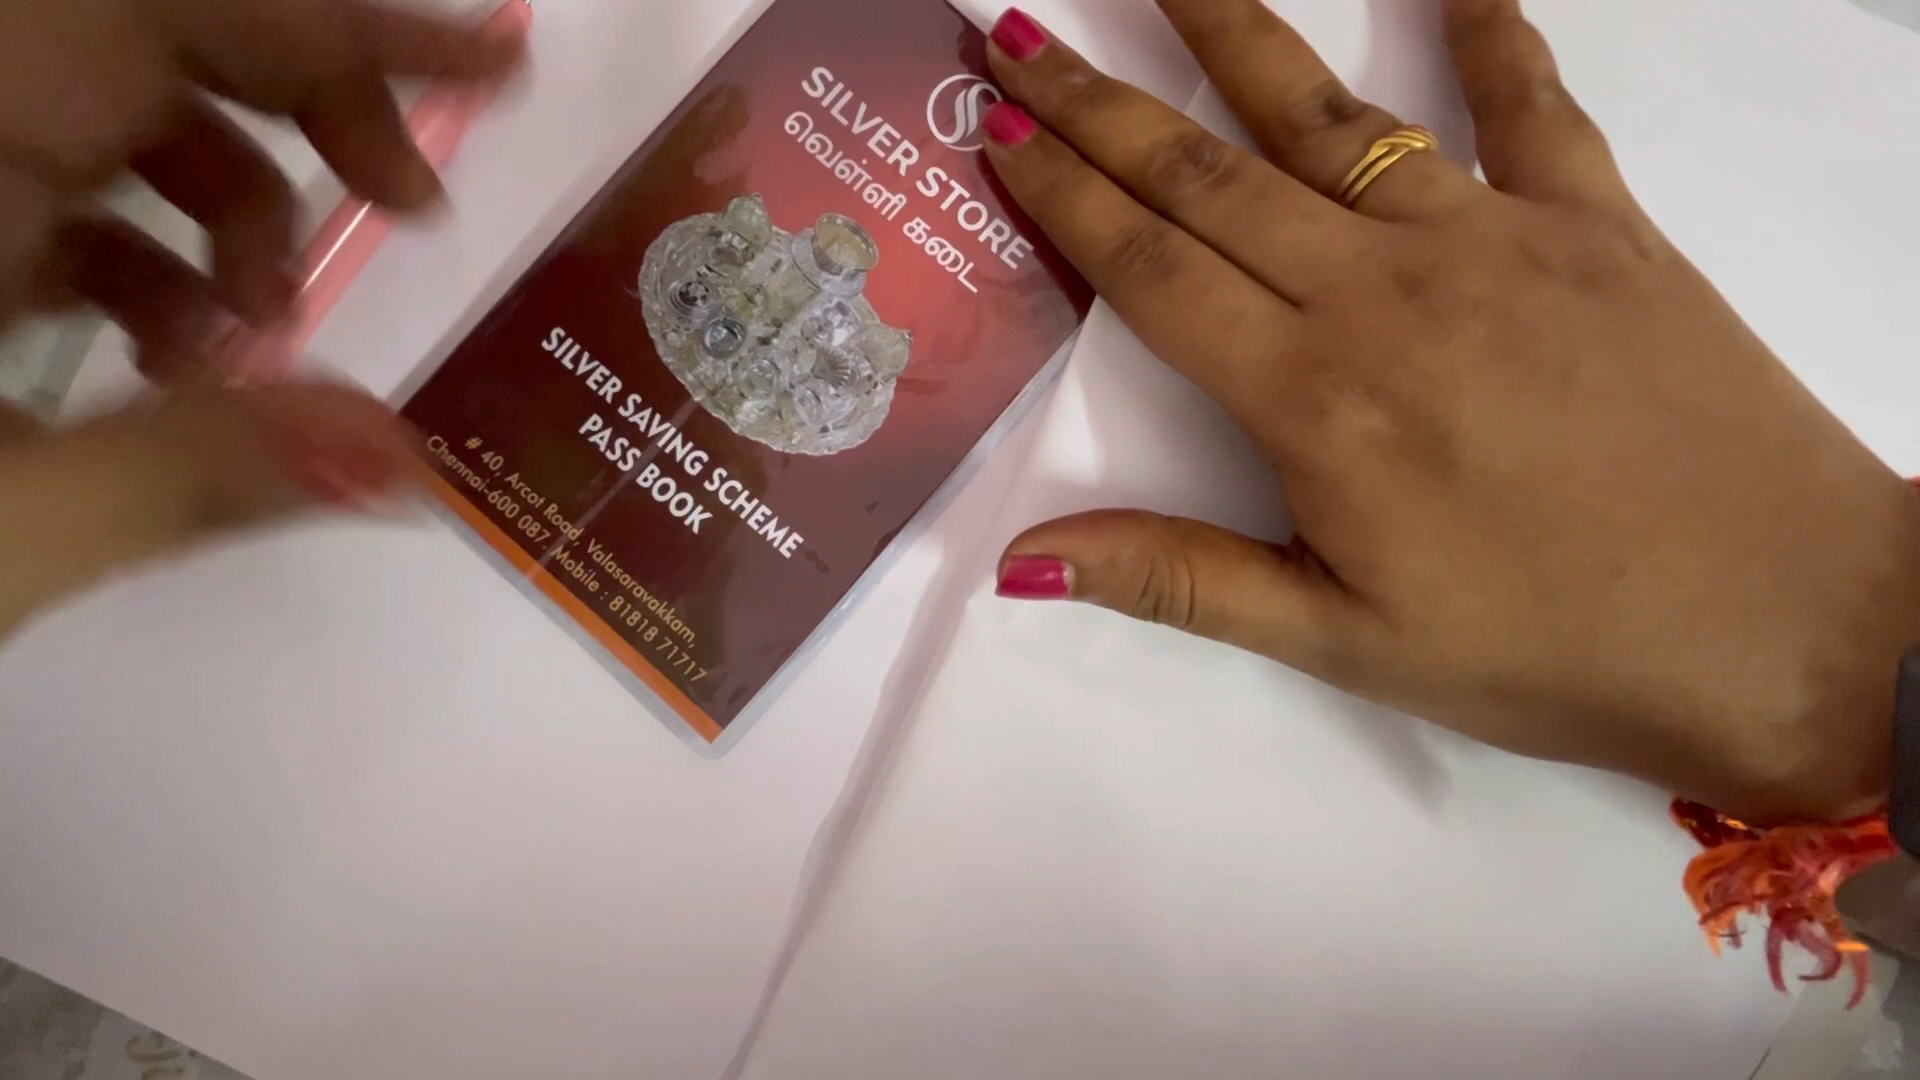 SILVER STORE
வெள்ளி கடை
SILVER SAVING SCHEME
PASS BOOK
# 40, Arcot Road, Valasaravakkam,
Chennai-600 087. Mobile : 81818 71717